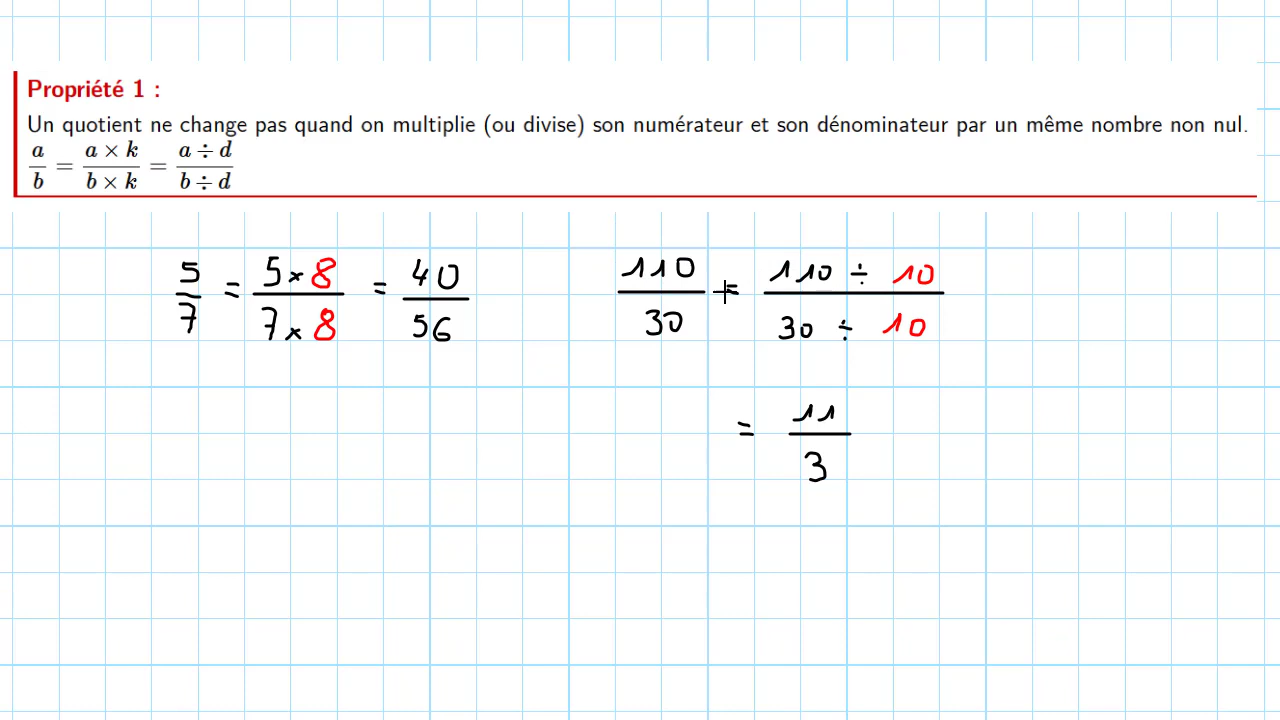 Propriété 1 :
Un quotient ne change pas quand on multiplie (ou divise) son numérateur et son dénominateur par un même nombre non nul.
a/b = (a × k)/(b × k) = (a ÷ d)/(b ÷ d)
5/7 = (5 × 8)/(7 × 8) = 40/56
110/30 = (110 ÷ 10)/(30 ÷ 10)
= 11/3